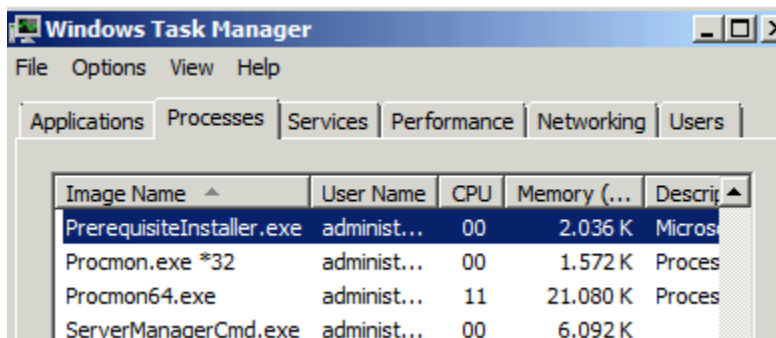 Windows Task Manager
File Options View Help
Applications Processes Services Performance Networking Users
Image Name User Name CPU Memory (... Descrip
PrerequisiteInstaller.exe administ... 00 2.036 K Micros
Procmon.exe *32 administ... 00 1.572 K Proces
Procmon64.exe administ... 11 21.080 K Proces
ServerManagerCmd.exe administ... 00 6.092 K